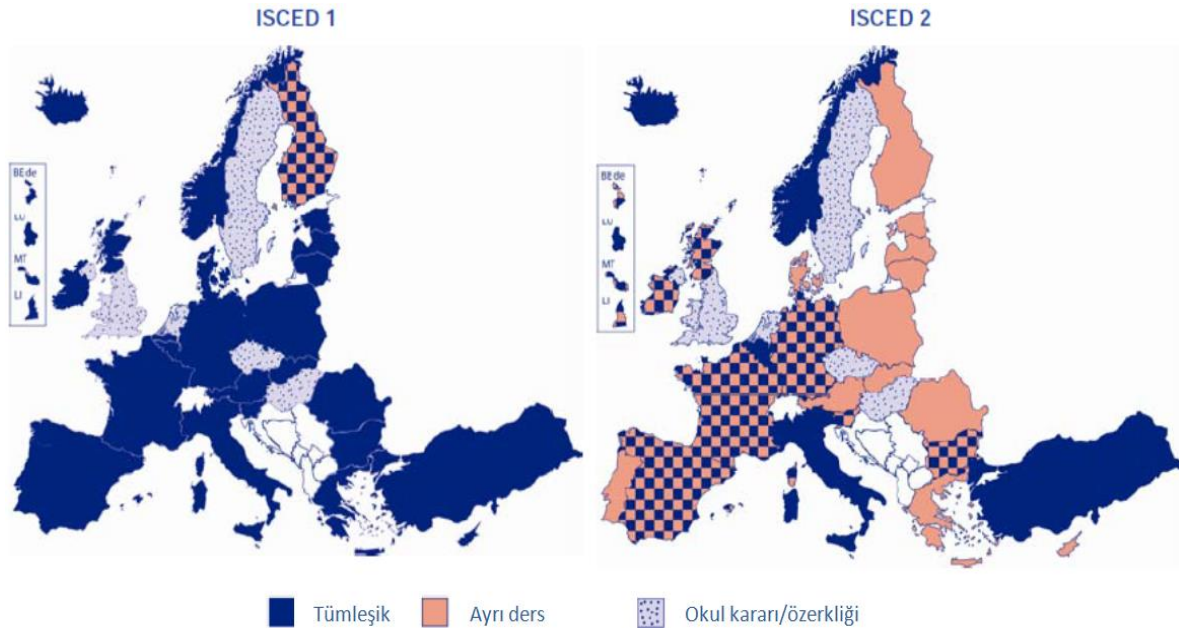 ISCED 1
ISCED 2
BE de
LU
MT
LI
BE de
LU
MT
LI
Tümleşik
Ayrı ders
Okul kararı/özerkliği